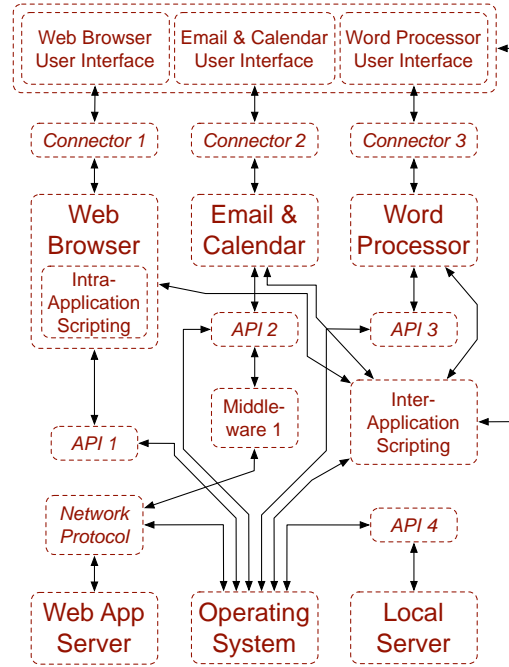 Web Browser
User Interface
Email & Calendar
User Interface
Word Processor
User Interface
Connector 1
Connector 2
Connector 3
Web
Browser
Intra-
Application
Scripting
Email &
Calendar
Word
Processor
API 2
API 3
Middle-
ware 1
Inter-
Application
Scripting
API 1
Network
Protocol
API 4
Web App
Server
Operating
System
Local
Server